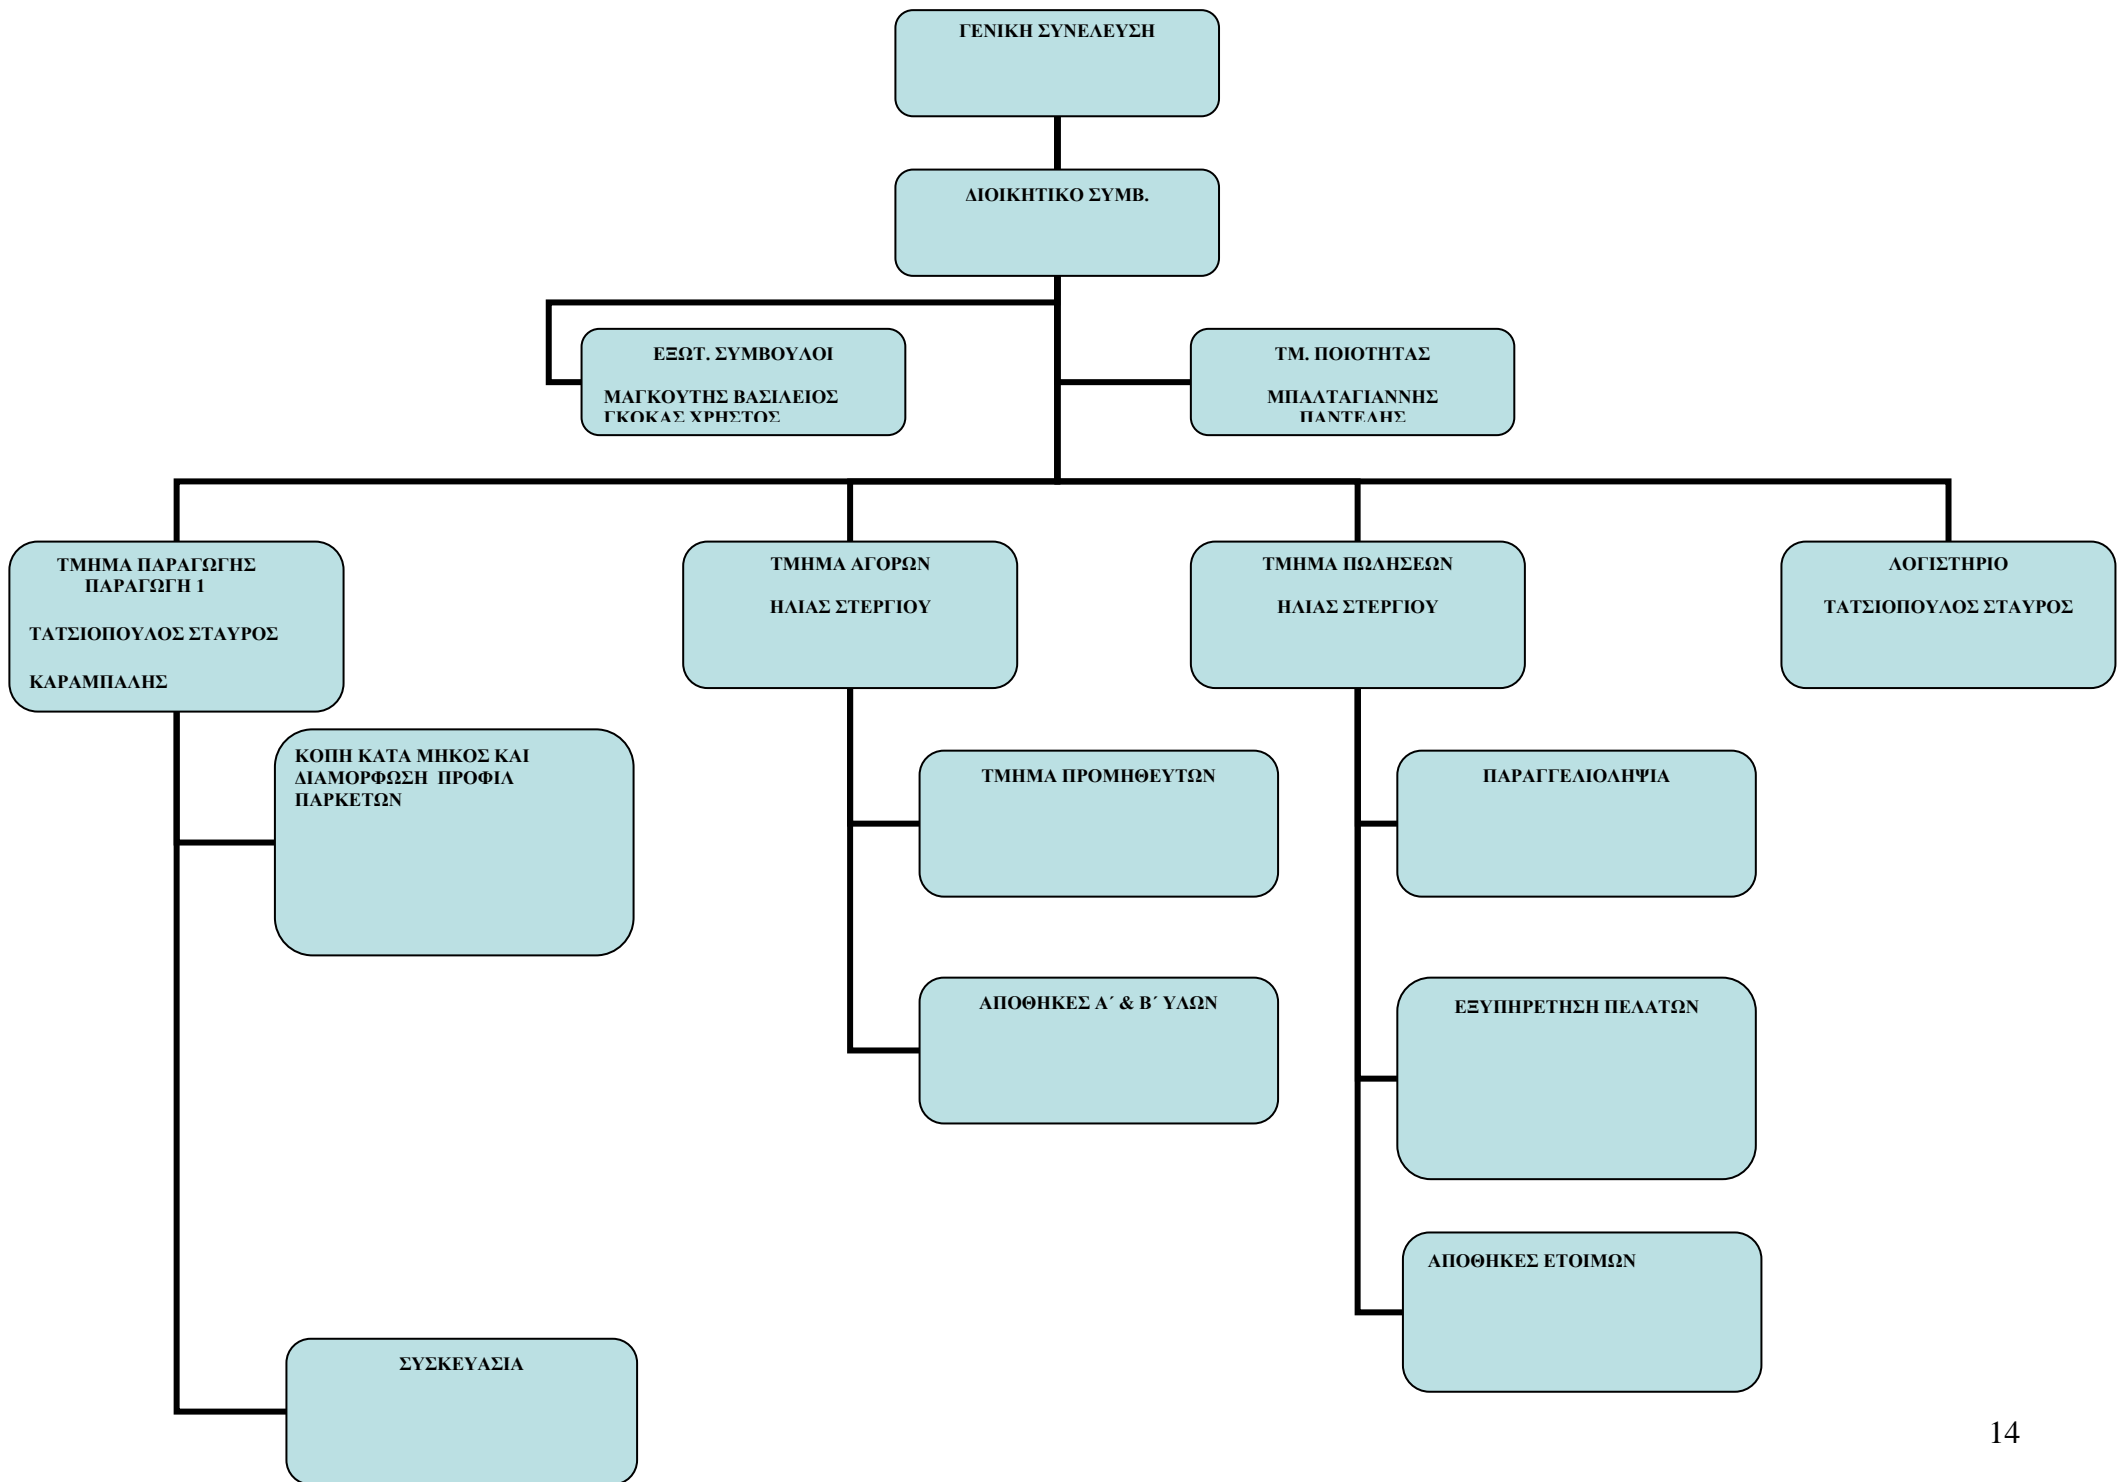 ΓΕΝΙΚΗ ΣΥΝΕΛΕΥΣΗ
ΔΙΟΙΚΗΤΙΚΟ ΣΥΜΒ.
ΕΞΩΤ. ΣΥΜΒΟΥΛΟΙ
ΜΑΓΚΟΥΤΗΣ ΒΑΣΙΛΕΙΟΣ
ΓΚΟΚΑΣ ΧΡΗΣΤΟΣ
ΤΜ. ΠΟΙΟΤΗΤΑΣ
ΜΠΑΛΤΑΓΙΑΝΝΗΣ
ΠΑΝΤΕΛΗΣ
ΤΜΗΜΑ ΠΑΡΑΓΩΓΗΣ
ΠΑΡΑΓΩΓΗ 1
ΤΑΤΣΙΟΠΟΥΛΟΣ ΣΤΑΥΡΟΣ
ΚΑΡΑΜΠΑΛΗΣ
ΤΜΗΜΑ ΑΓΟΡΩΝ
ΗΛΙΑΣ ΣΤΕΡΓΙΟΥ
ΤΜΗΜΑ ΠΩΛΗΣΕΩΝ
ΗΛΙΑΣ ΣΤΕΡΓΙΟΥ
ΛΟΓΙΣΤΗΡΙΟ
ΤΑΤΣΙΟΠΟΥΛΟΣ ΣΤΑΥΡΟΣ
ΚΟΠΗ ΚΑΤΑ ΜΗΚΟΣ ΚΑΙ
ΔΙΑΜΟΡΦΩΣΗ ΠΡΟΦΙΛ
ΠΑΡΚΕΤΩΝ
ΤΜΗΜΑ ΠΡΟΜΗΘΕΥΤΩΝ
ΠΑΡΑΓΓΕΛΙΟΛΗΨΙΑ
ΑΠΟΘΗΚΕΣ Α΄ & Β΄ ΥΛΩΝ
ΕΞΥΠΗΡΕΤΗΣΗ ΠΕΛΑΤΩΝ
ΑΠΟΘΗΚΕΣ ΕΤΟΙΜΩΝ
ΣΥΣΚΕΥΑΣΙΑ
14